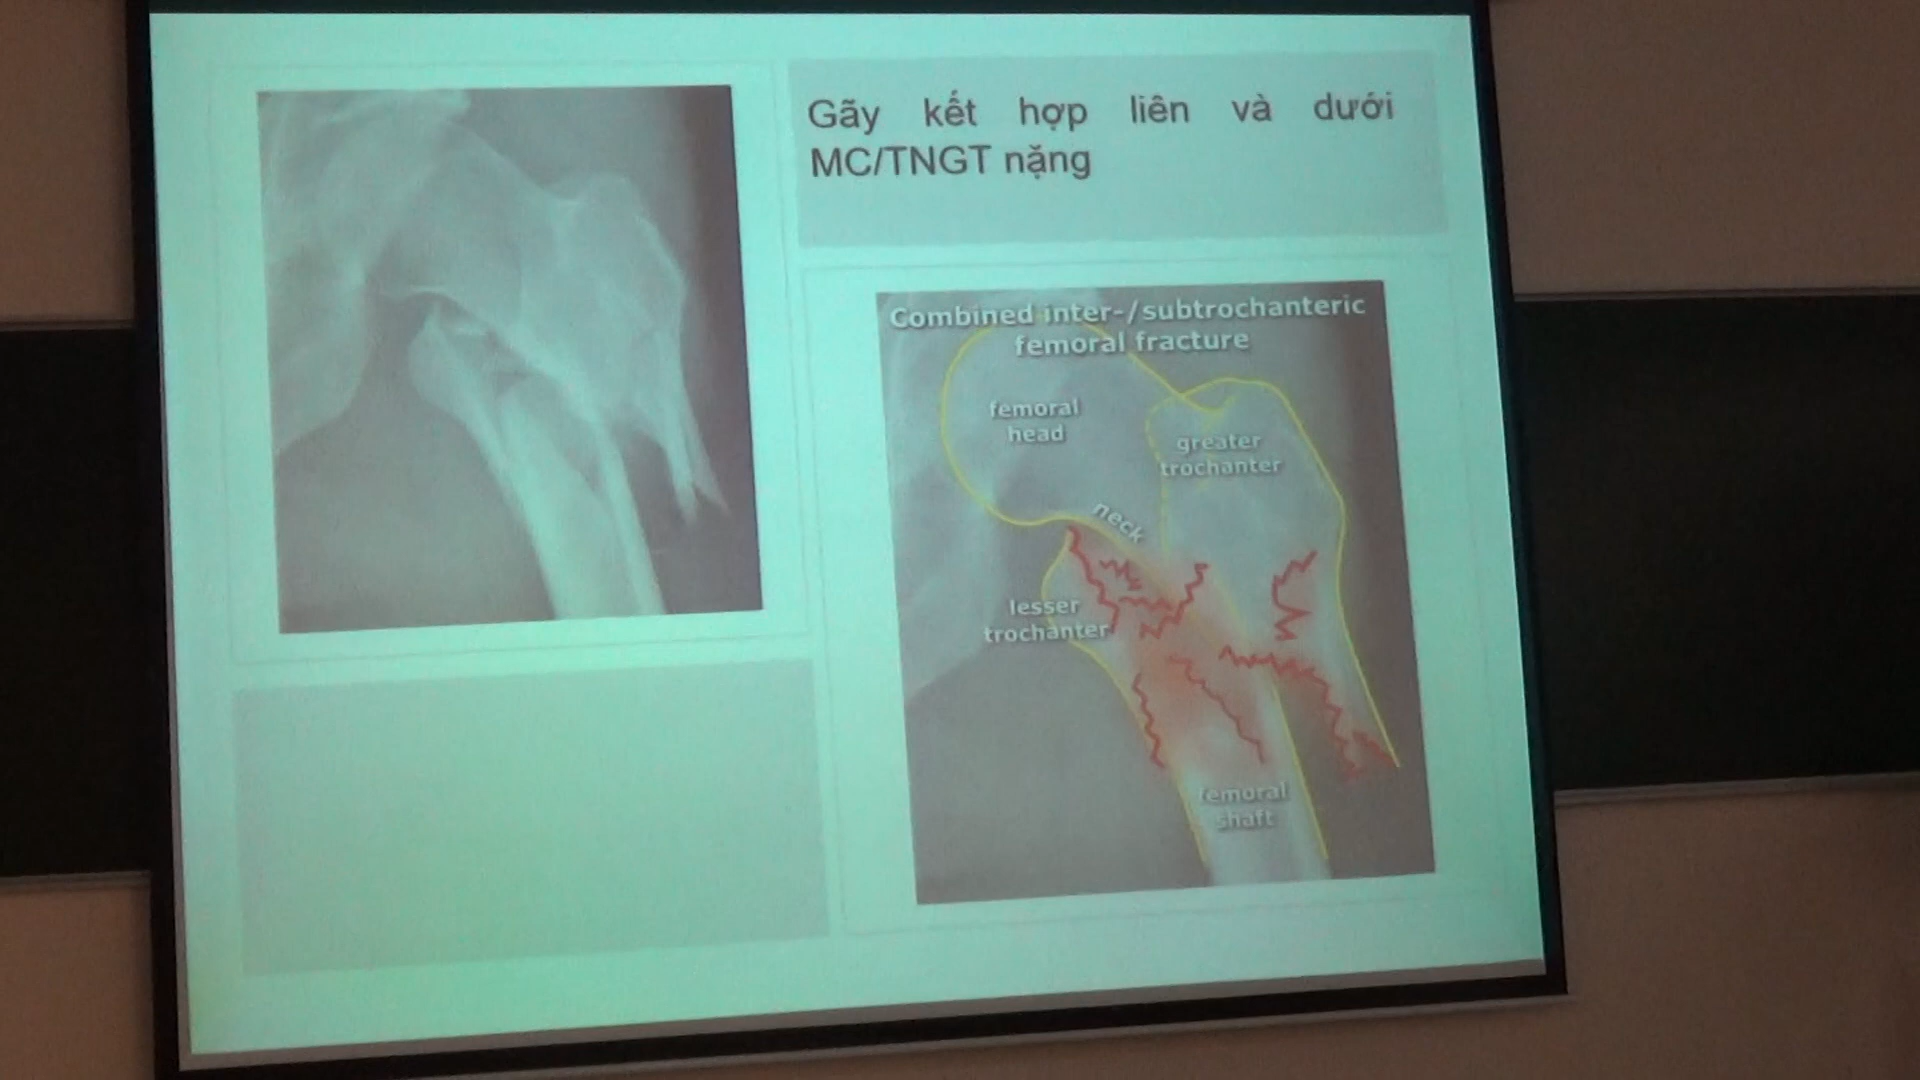 Gãy kết hợp liên và dưới
MC/TNGT nặng
Combined inter-/subtrochanteric
femoral fracture
femoral
head
greater
trochanter
neck
lesser
trochanter
femoral
shaft